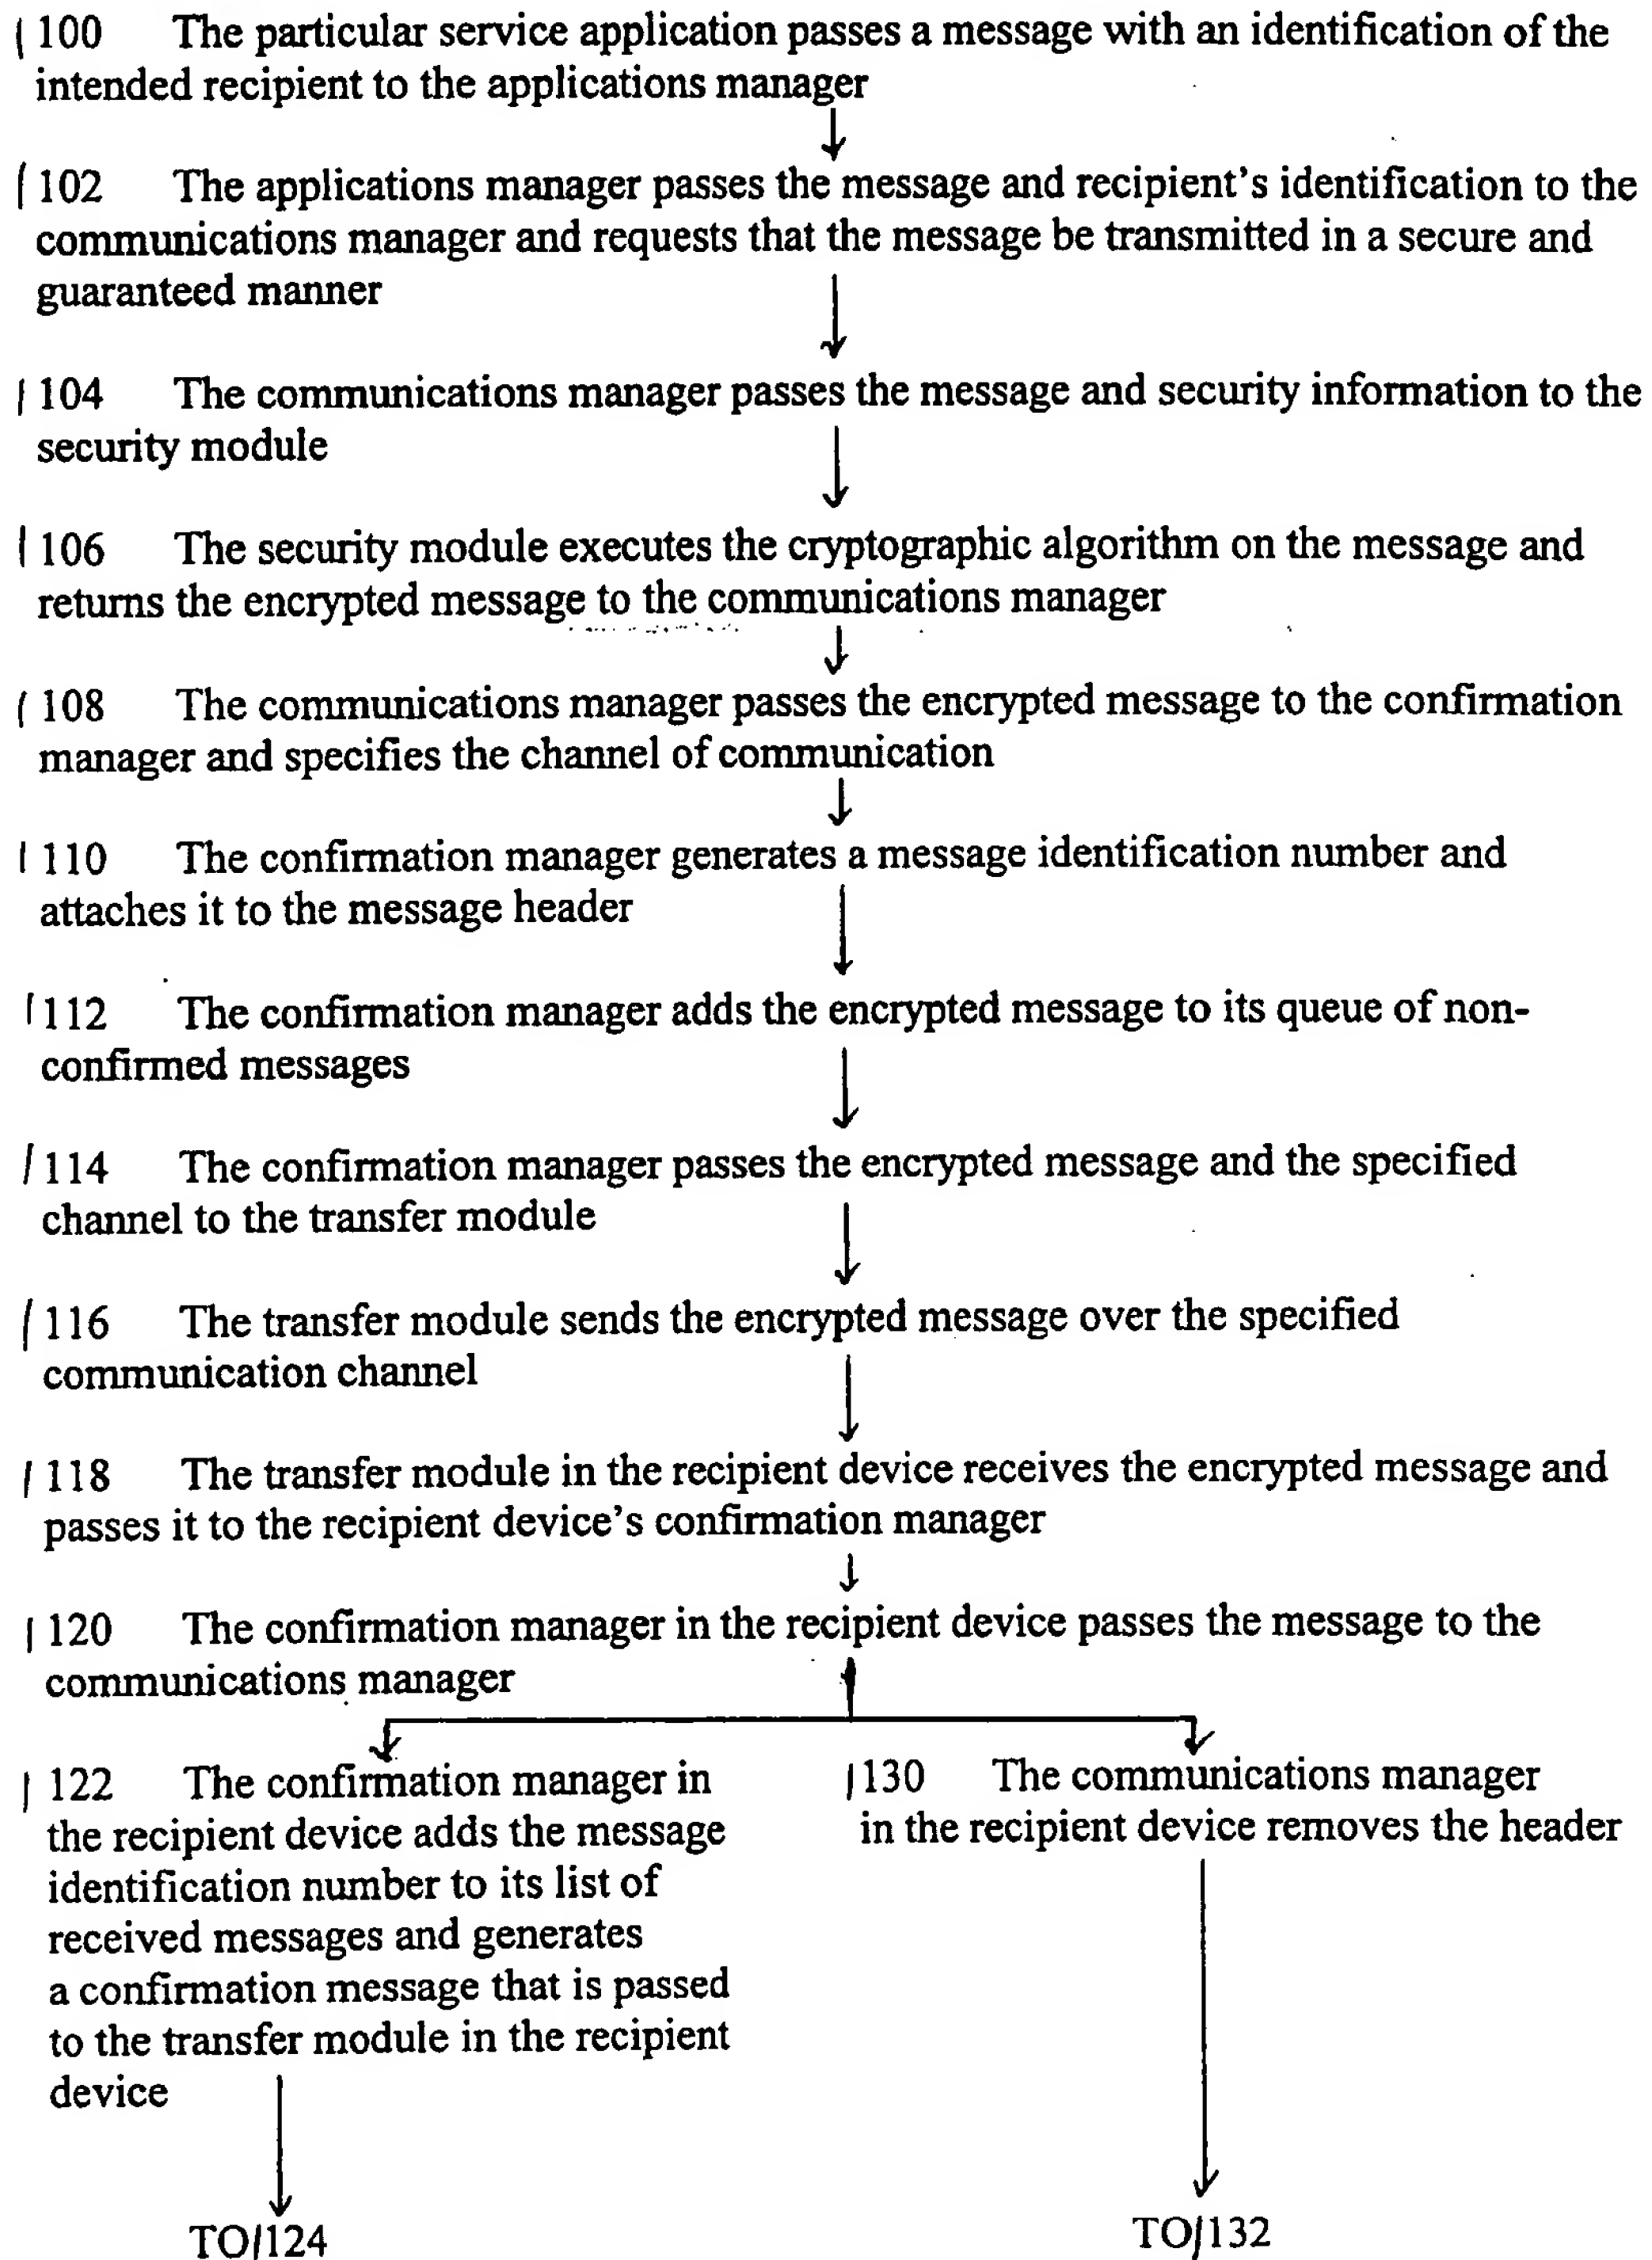 | 100 The particular service application passes a message with an identification of the
intended recipient to the applications manager
| 102 The applications manager passes the message and recipient's identification to the
communications manager and requests that the message be transmitted in a secure and
guaranteed manner
| 104 The communications manager passes the message and security information to the
security module
| 106 The security module executes the cryptographic algorithm on the message and
returns the encrypted message to the communications manager
| 108 The communications manager passes the encrypted message to the confirmation
manager and specifies the channel of communication
| 110 The confirmation manager generates a message identification number and
attaches it to the message header
| 112 The confirmation manager adds the encrypted message to its queue of non-
confirmed messages
| 114 The confirmation manager passes the encrypted message and the specified
channel to the transfer module
| 116 The transfer module sends the encrypted message over the specified
communication channel
| 118 The transfer module in the recipient device receives the encrypted message and
passes it to the recipient device's confirmation manager
| 120 The confirmation manager in the recipient device passes the message to the
communications manager
| 122 The confirmation manager in
the recipient device adds the message
identification number to its list of
received messages and generates
a confirmation message that is passed
to the transfer module in the recipient
device
TO|124
| 130 The communications manager
in the recipient device removes the header
TO|132